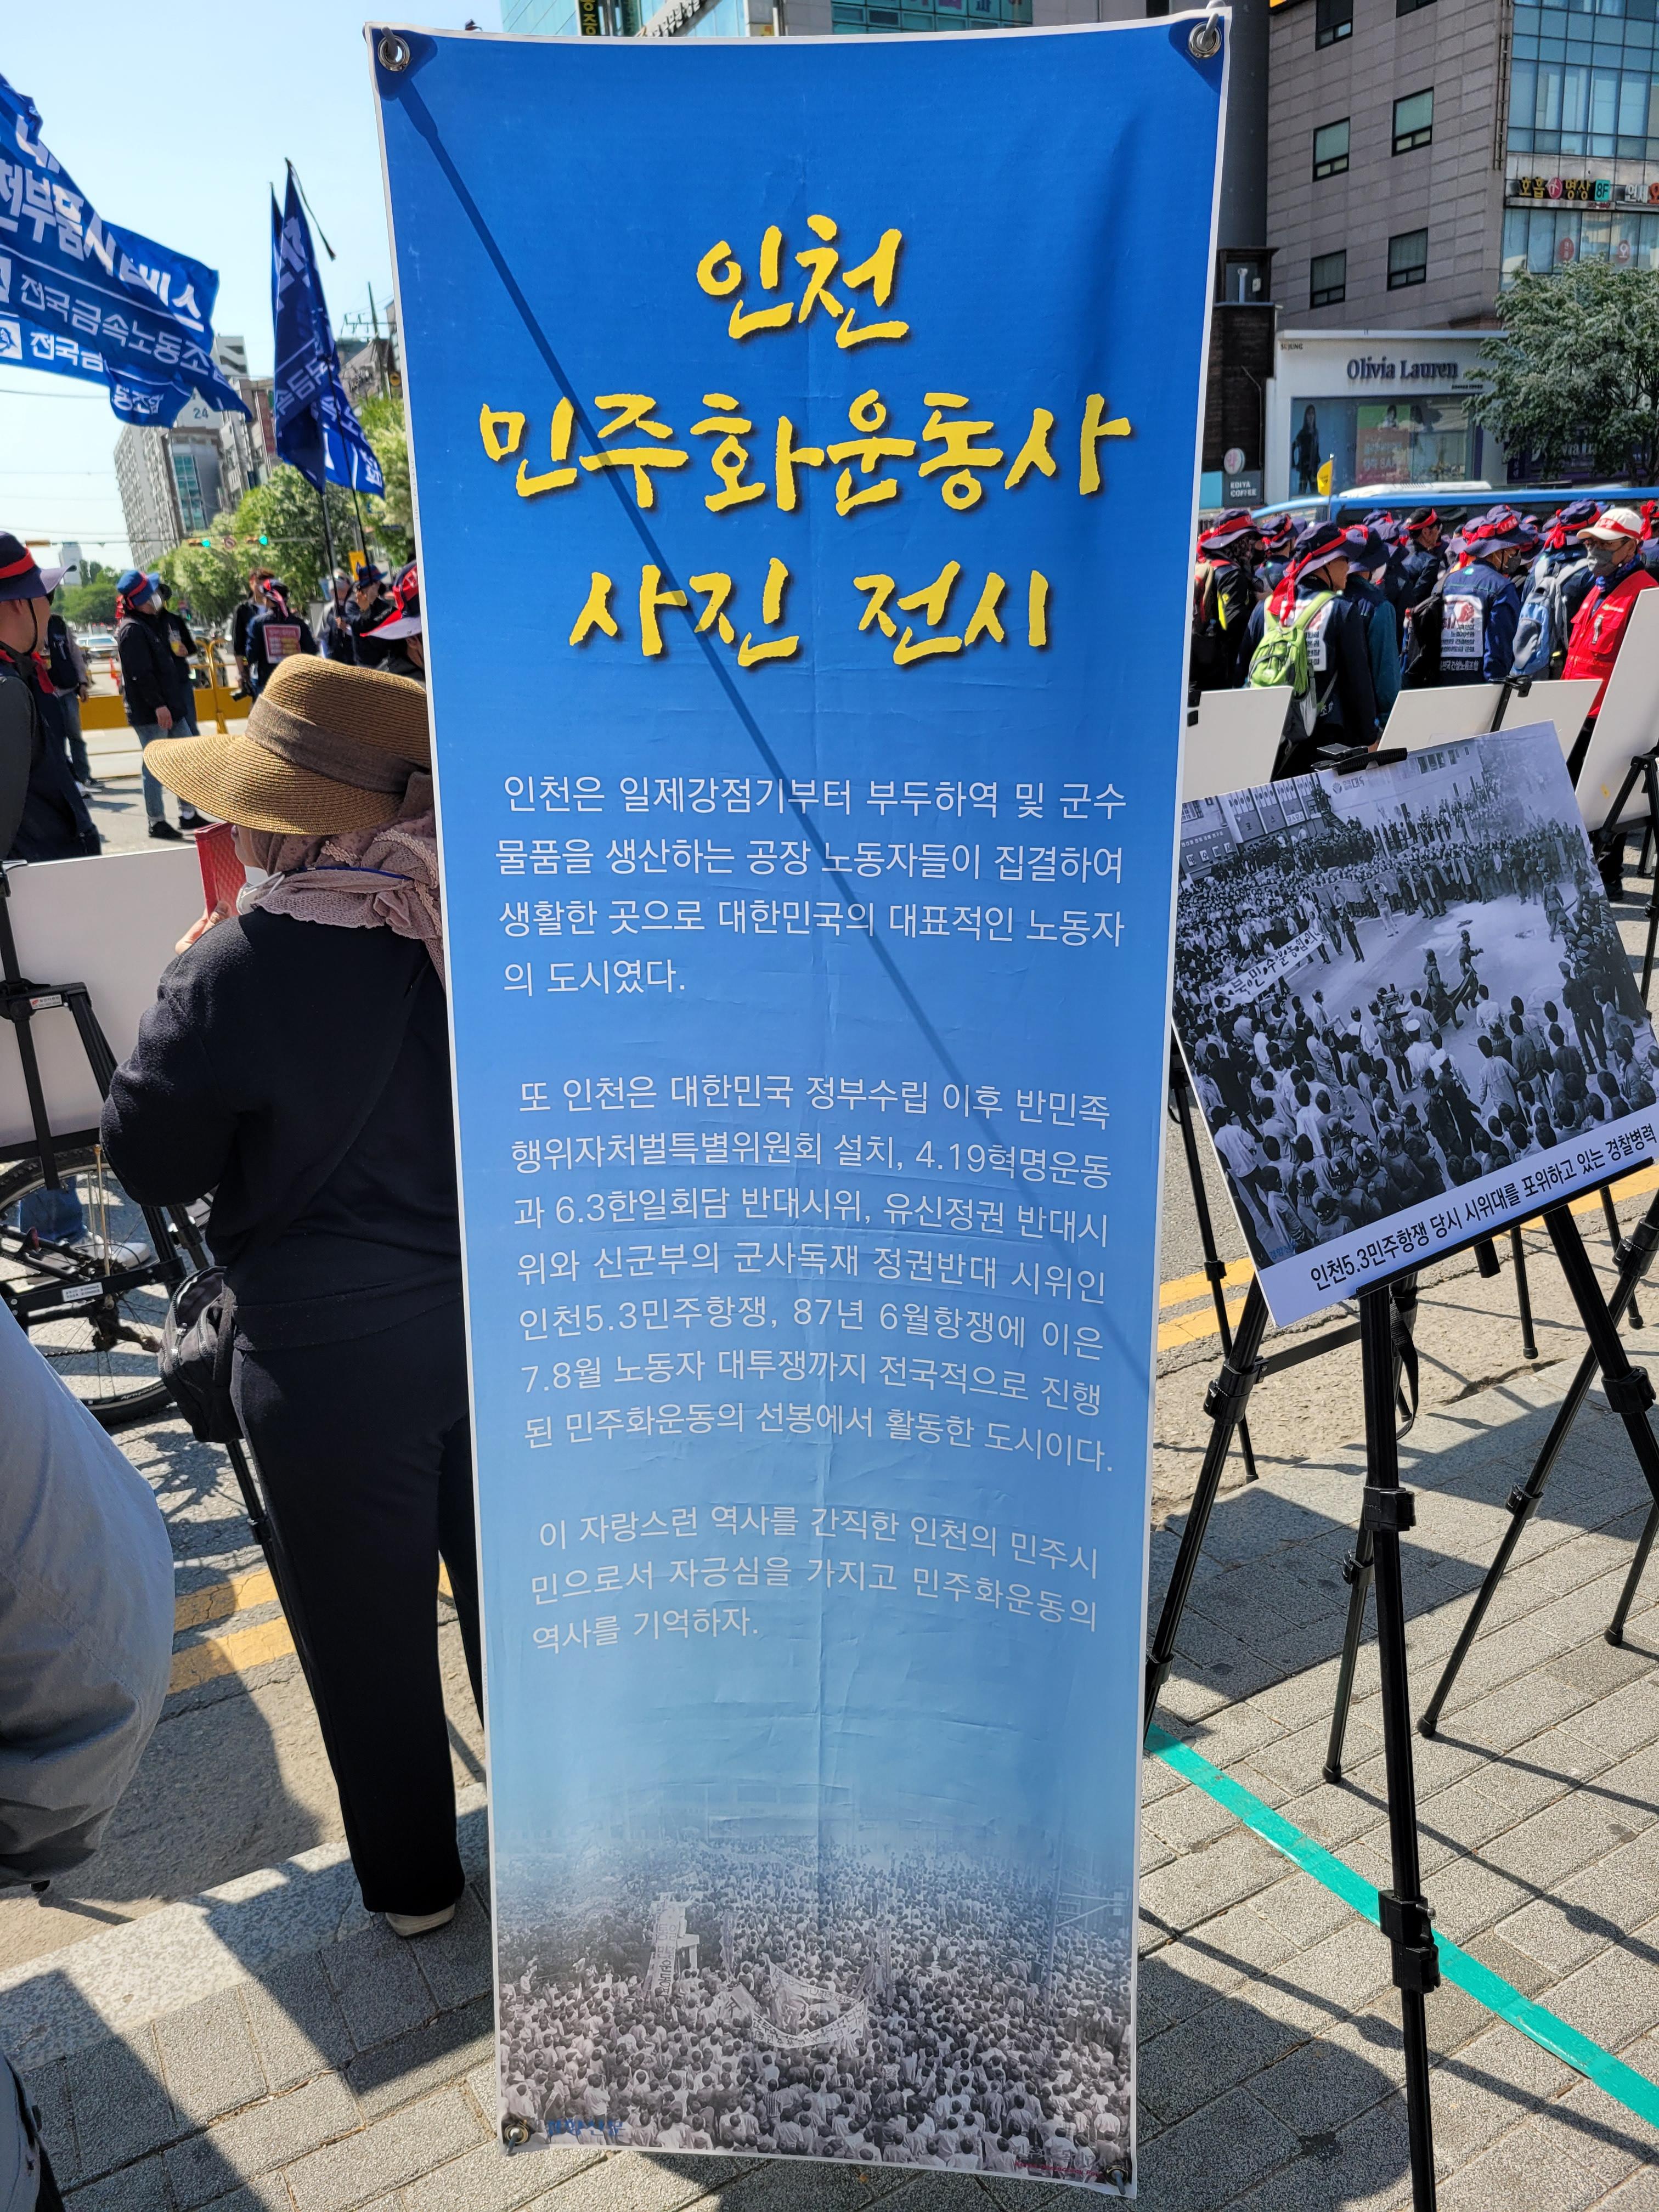 인천
민주화운동사
사진 전시
인천은 일제강점기부터 부두하역 및 군수
물품을 생산하는 공장 노동자들이 집결하여
생활한 곳으로 대한민국의 대표적인 노동자
의 도시였다.
또 인천은 대한민국 정부수립 이후 반민족
행위자처벌특별위원회 설치, 4.19혁명운동
과 6.3한일회담 반대시위, 유신정권 반대시
위와 신군부의 군사독재 정권반대 시위인
인천5.3민주항쟁, 87년 6월항쟁에 이은
7.8월 노동자 대투쟁까지 전국적으로 진행
된 민주화운동의 선봉에서 활동한 도시이다.
이 자랑스런 역사를 간직한 인천의 민주시
민으로서 자긍심을 가지고 민주화운동의
역사를 기억하자.
인천5.3민주항쟁 당시 시위대를 포위하고 있는 경찰병력
전국금속노동조
전국금
Olivia Lauren
EDIYA
COFFEE
8F
24